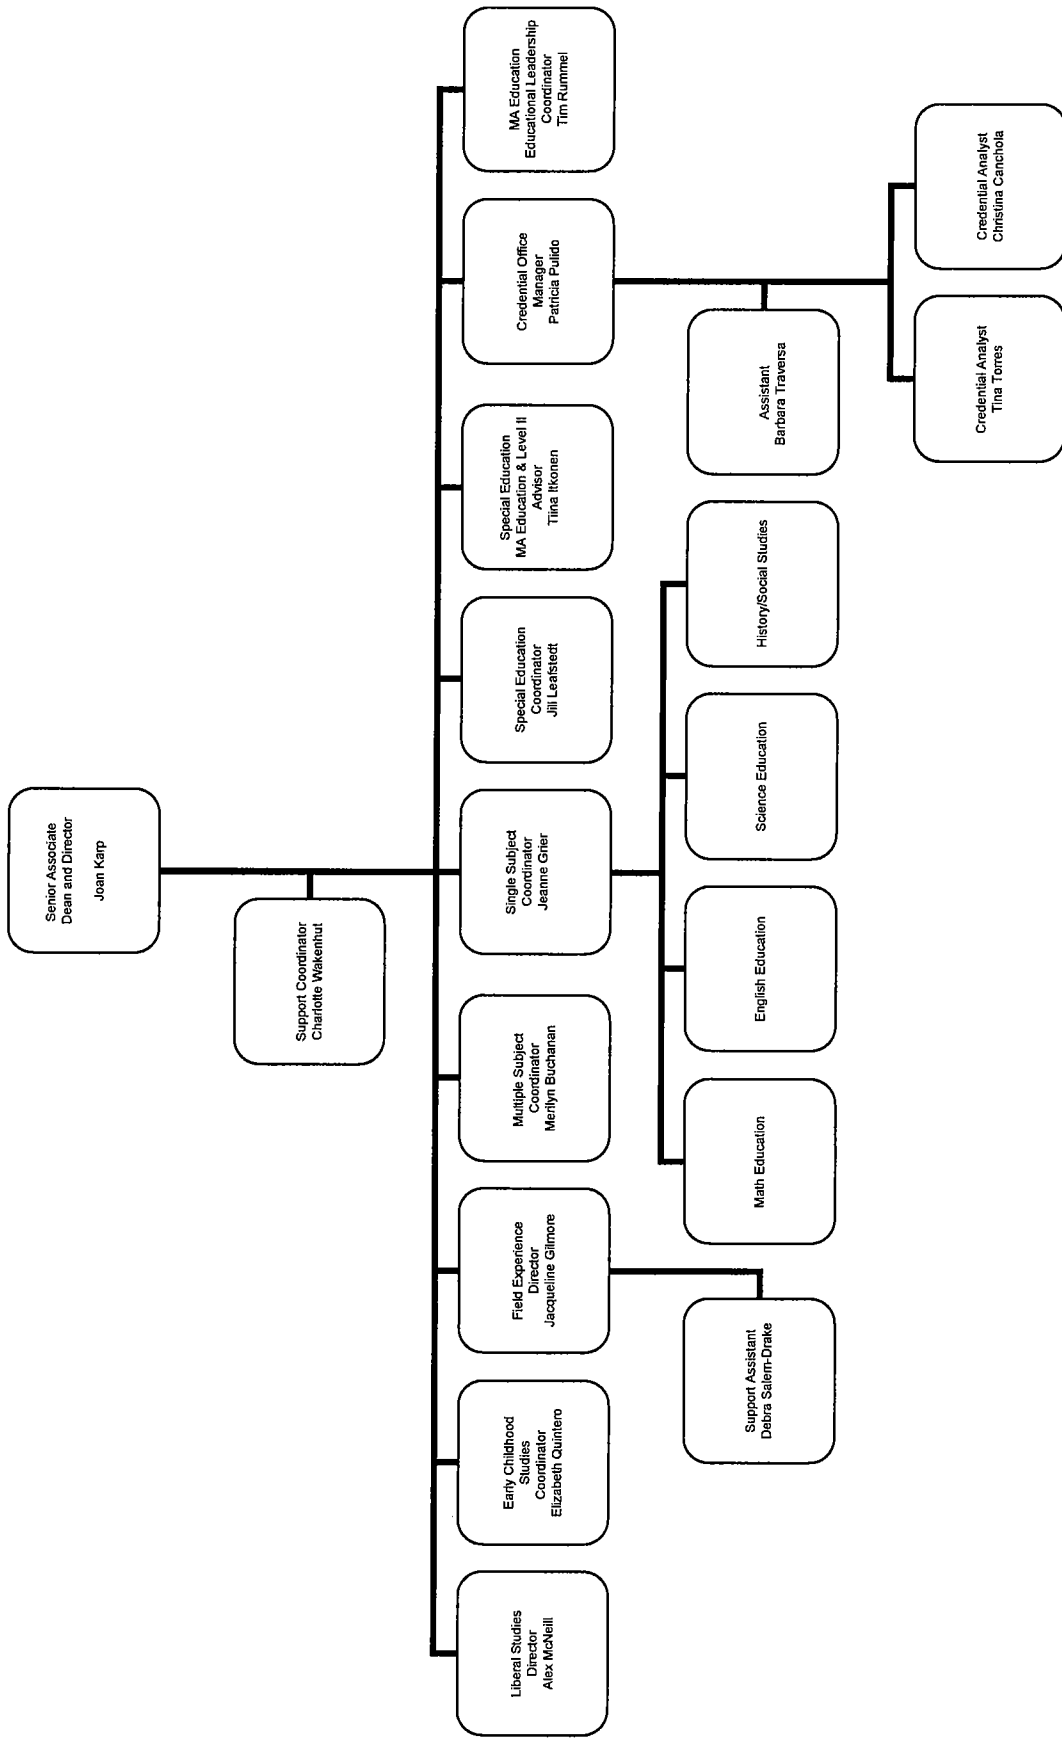 Senior Associate
Dean and Director
Joan Karp
Support Coordinator
Charlotte Wakenhut
Liberal Studies
Director
Alex McNeill
Early Childhood
Studies
Coordinator
Elizabeth Quintero
Field Experience
Director
Jacqueline Gilmore
Multiple Subject
Coordinator
Merilyn Buchanan
Single Subject
Coordinator
Jeanne Grier
Special Education
Coordinator
Jill Leafstedt
Special Education
MA Education & Level II
Advisor
Tiina Itkonen
Credential Office
Manager
Patricia Pulido
MA Education
Educational Leadership
Coordinator
Tim Rummel
Support Assistant
Debra Salem-Drake
Math Education
English Education
Science Education
History/Social Studies
Assistant
Barbara Traversa
Credential Analyst
Tina Torres
Credential Analyst
Christina Canchola